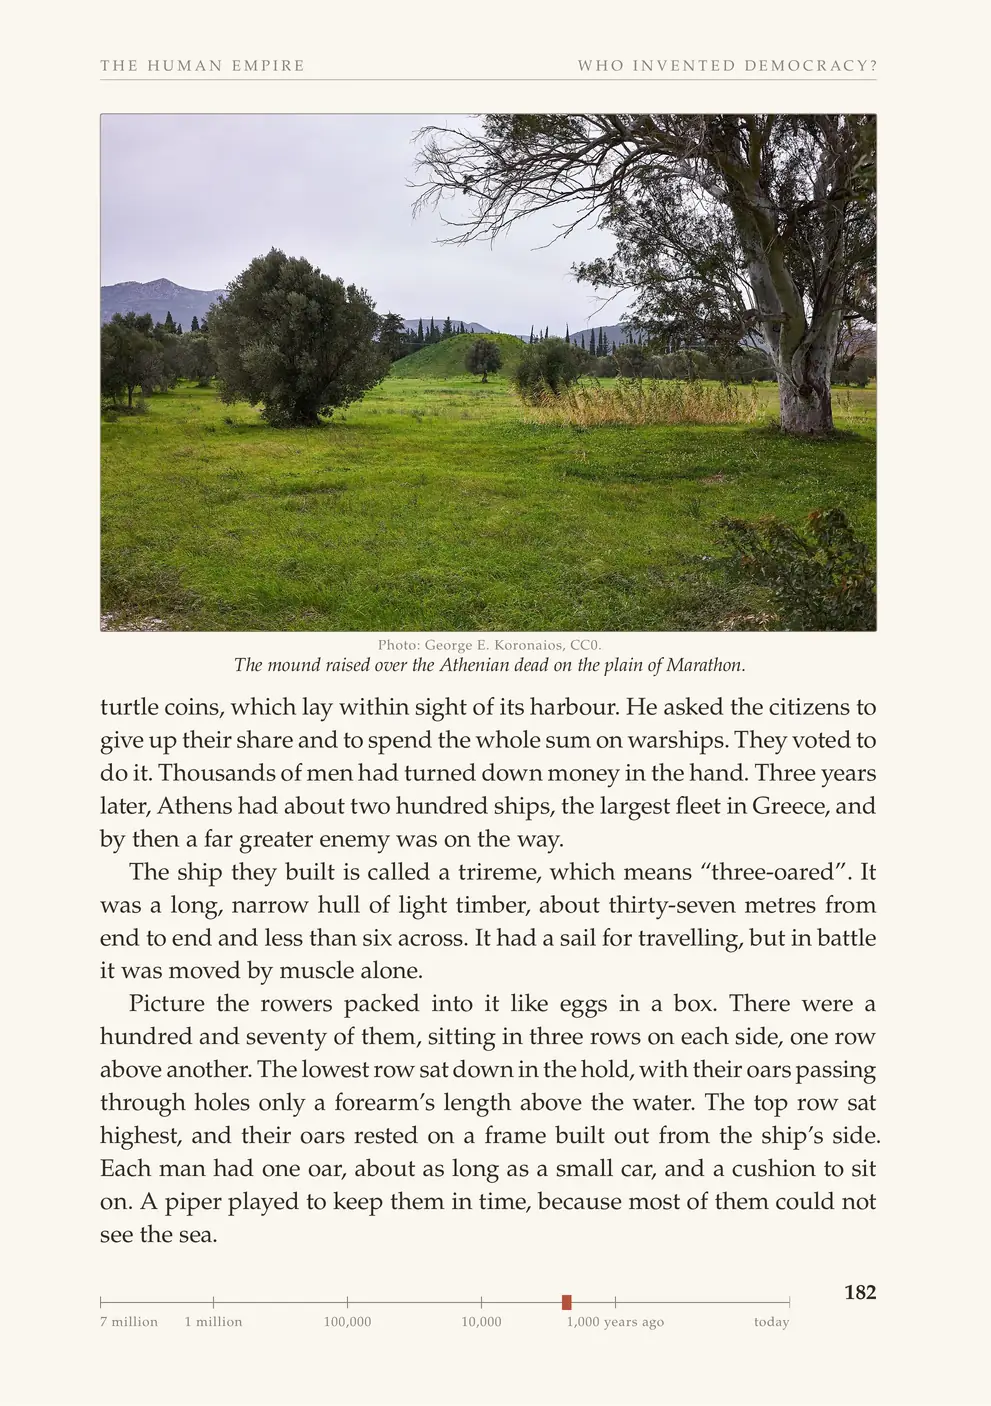 THE HUMAN EMPIRE
WHO INVENTED DEMOCRACY?
Photo: George E. Koronaios, CC0.
The mound raised over the Athenian dead on the plain of Marathon.
turtle coins, which lay within sight of its harbour. He asked the citizens to
give up their share and to spend the whole sum on warships. They voted to
do it. Thousands of men had turned down money in the hand. Three years
later, Athens had about two hundred ships, the largest fleet in Greece, and
by then a far greater enemy was on the way.
The ship they built is called a trireme, which means “three-oared”. It
was a long, narrow hull of light timber, about thirty-seven metres from
end to end and less than six across. It had a sail for travelling, but in battle
it was moved by muscle alone.
Picture the rowers packed into it like eggs in a box. There were a
hundred and seventy of them, sitting in three rows on each side, one row
above another. The lowest row sat down in the hold, with their oars passing
through holes only a forearm’s length above the water. The top row sat
highest, and their oars rested on a frame built out from the ship’s side.
Each man had one oar, about as long as a small car, and a cushion to sit
on. A piper played to keep them in time, because most of them could not
see the sea.
182
7 million 1 million 100,000 10,000 1,000 years ago today